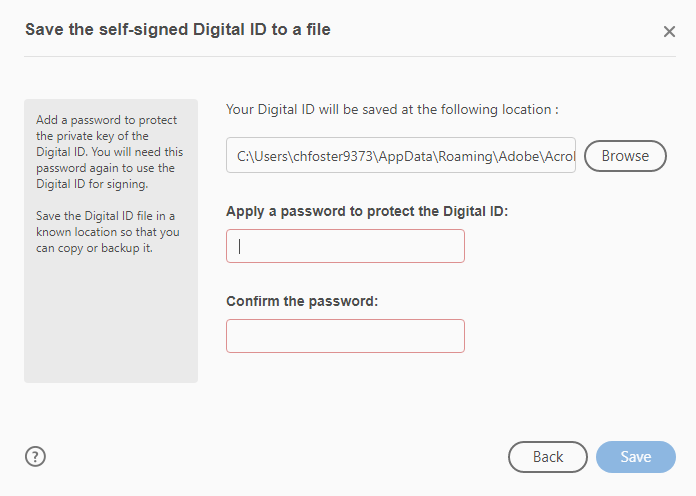 Save the self-signed Digital ID to a file
Add a password to protect
the private key of the
Digital ID. You will need this
password again to use the
Digital ID for signing.
Save the Digital ID file in a
known location so that you
can copy or backup it.
Your Digital ID will be saved at the following location :
C:\Users\chfoster9373\AppData\Roaming\Adobe\Acrol
Browse
Apply a password to protect the Digital ID:
Confirm the password:
?
Back
Save